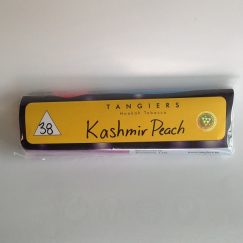 TANGIERS
Hookah Tobacco
38
Kashmir Peach